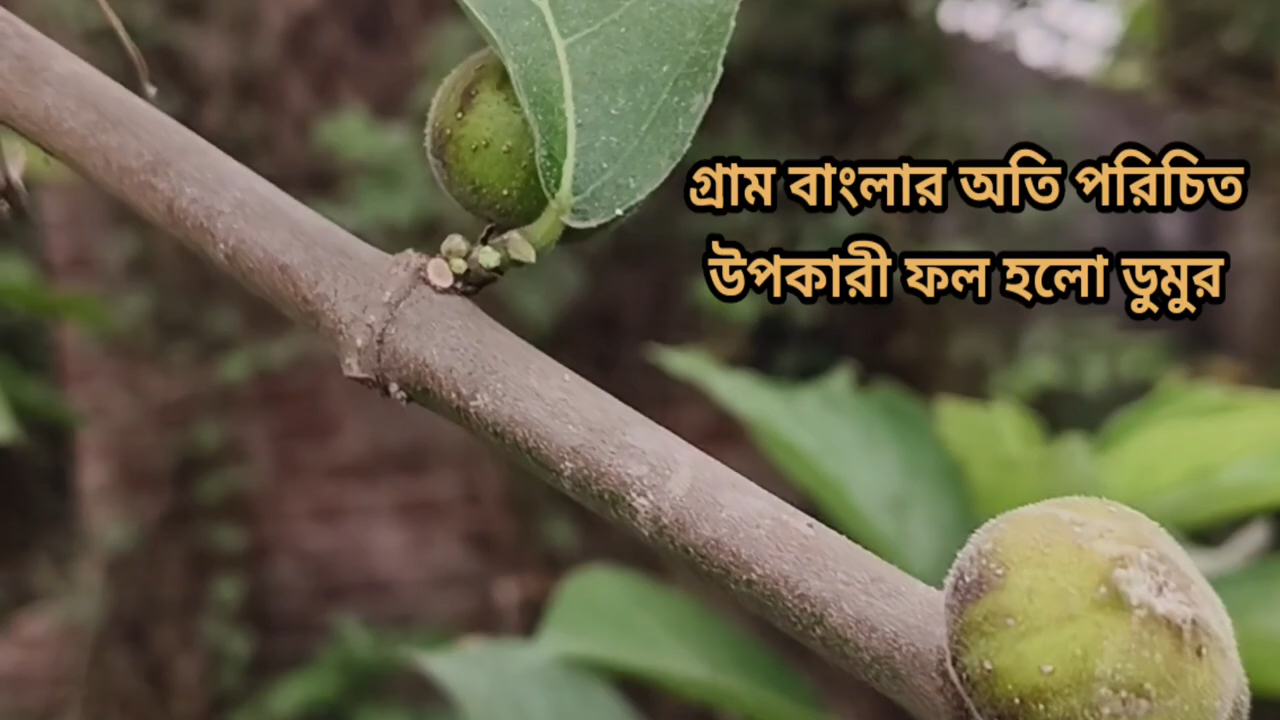 গ্রাম বাংলার অতি পরিচিত
উপকারী ফল হলো ডুমুর